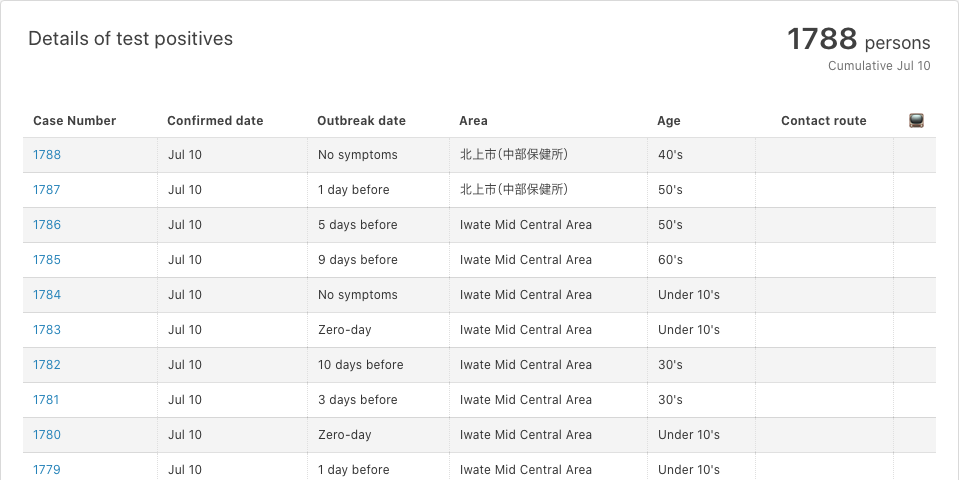 Details of test positives
1788 persons
Cumulative Jul 10
Case Number Confirmed date Outbreak date Area Age Contact route
1788 Jul 10 No symptoms 北上市(中部保健所) 40's
1787 Jul 10 1 day before 北上市(中部保健所) 50's
1786 Jul 10 5 days before Iwate Mid Central Area 50's
1785 Jul 10 9 days before Iwate Mid Central Area 60's
1784 Jul 10 No symptoms Iwate Mid Central Area Under 10's
1783 Jul 10 Zero-day Iwate Mid Central Area Under 10's
1782 Jul 10 10 days before Iwate Mid Central Area 30's
1781 Jul 10 3 days before Iwate Mid Central Area 30's
1780 Jul 10 Zero-day Iwate Mid Central Area Under 10's
1779 Jul 10 1 day before Iwate Mid Central Area Under 10's